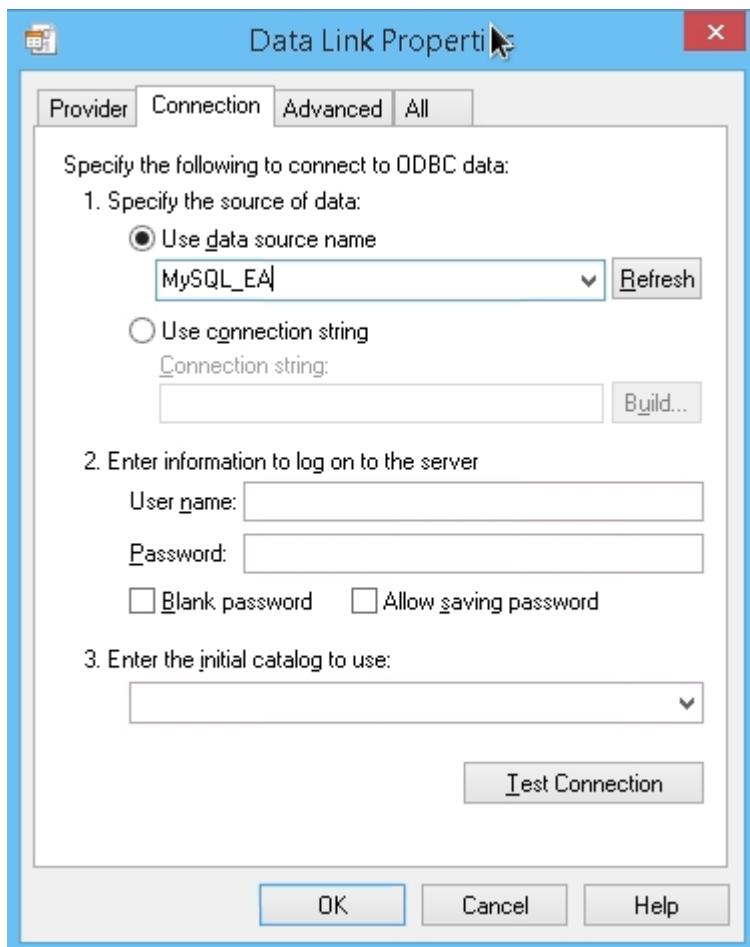 Data Link Properties
Provider Connection Advanced All
Specify the following to connect to ODBC data:
1. Specify the source of data:
Use data source name
MySQL_EA Refresh
Use connection string
Connection string:
Build...
2. Enter information to log on to the server
User name:
Password:
Blank password Allow saving password
3. Enter the initial catalog to use:
Test Connection
OK Cancel Help